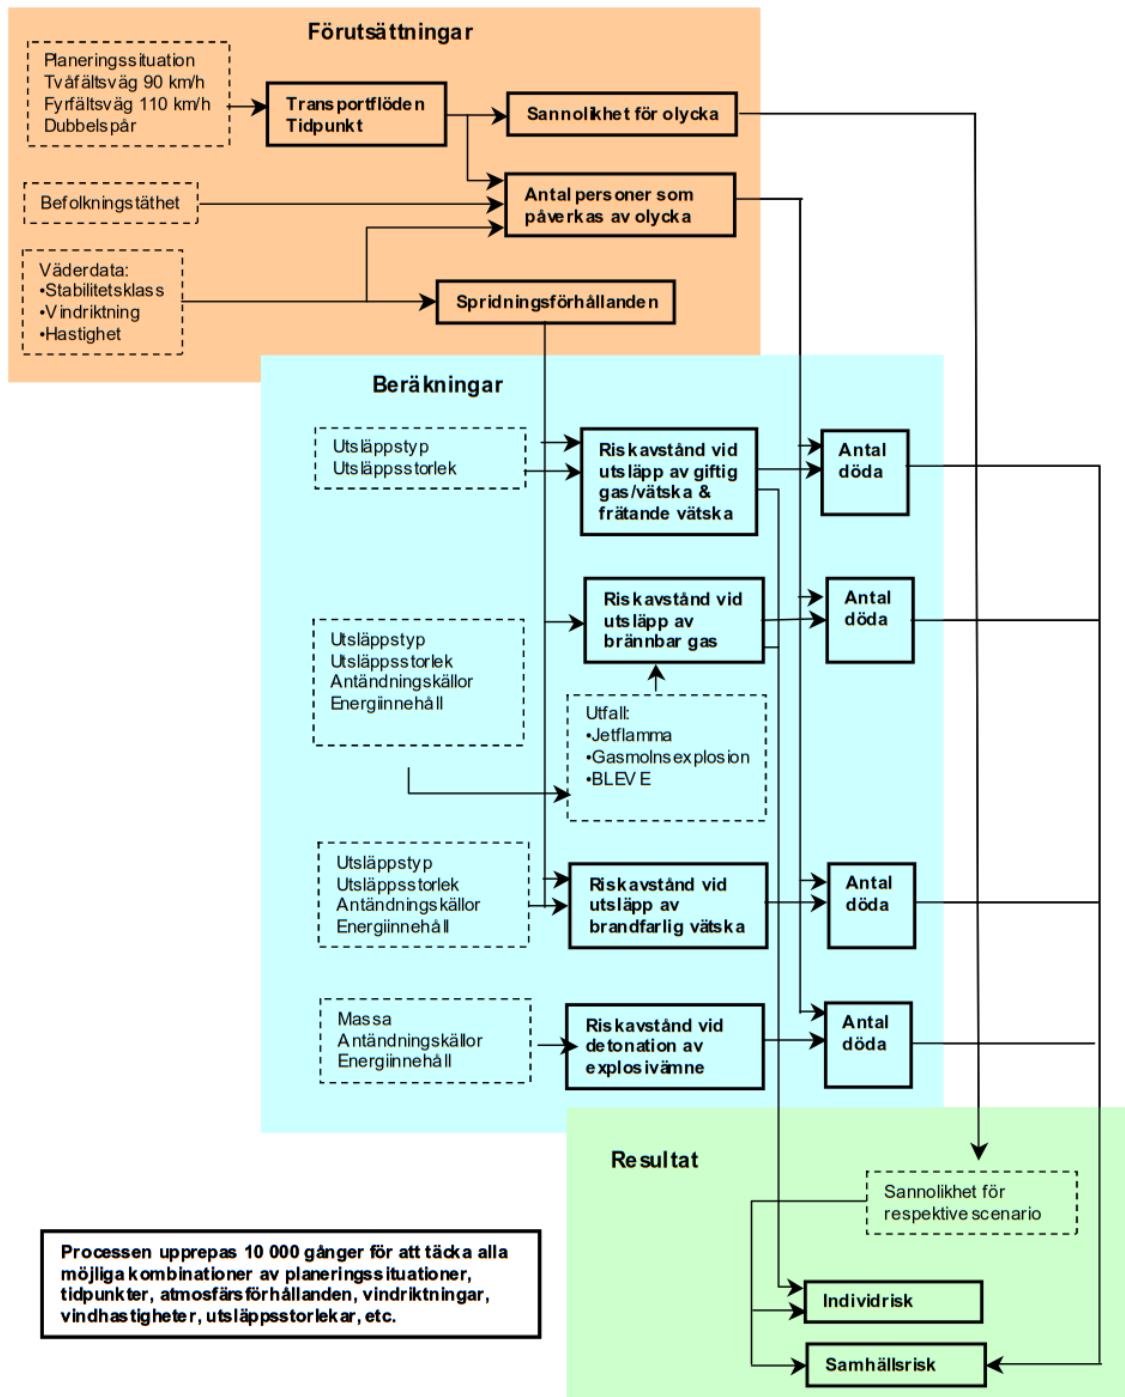 Förutsättningar
Planeringssituation
Tvåfältsväg 90 km/h
Fyrfältsväg 110 km/h
Dubbelspår
Transportflöden
Tidpunkt
Sannolikhet för olycka
Befolkningstäthet
Antal personer som
påverkas av olycka
Väderdata:
•Stabilitetsklass
•Vindriktning
•Hastighet
Spridningsförhållanden
Beräkningar
Utsläppstyp
Utsläppsstorlek
Riskavstånd vid
utsläpp av giftig
gas/vätska &
frätande vätska
Antal
döda
Utsläppstyp
Utsläppsstorlek
Antändningskällor
Energiinnehåll
Riskavstånd vid
utsläpp av
brännbar gas
Antal
döda
Utfall:
•Jetflamma
•Gasmolnsexplosion
•BLEVE
Utsläppstyp
Utsläppsstorlek
Antändningskällor
Energiinnehåll
Riskavstånd vid
utsläpp av
brandfarlig vätska
Antal
döda
Massa
Antändningskällor
Energiinnehåll
Riskavstånd vid
detonation av
explosivämne
Antal
döda
Resultat
Sannolikhet för
respektive scenario
Processen upprepas 10 000 gånger för att täcka alla
möjliga kombinationer av planeringssituationer,
tidpunkter, atmosfärsförhållanden, vindriktningar,
vindhastigheter, utsläppsstorlekar, etc.
Individrisk
Samhällsrisk